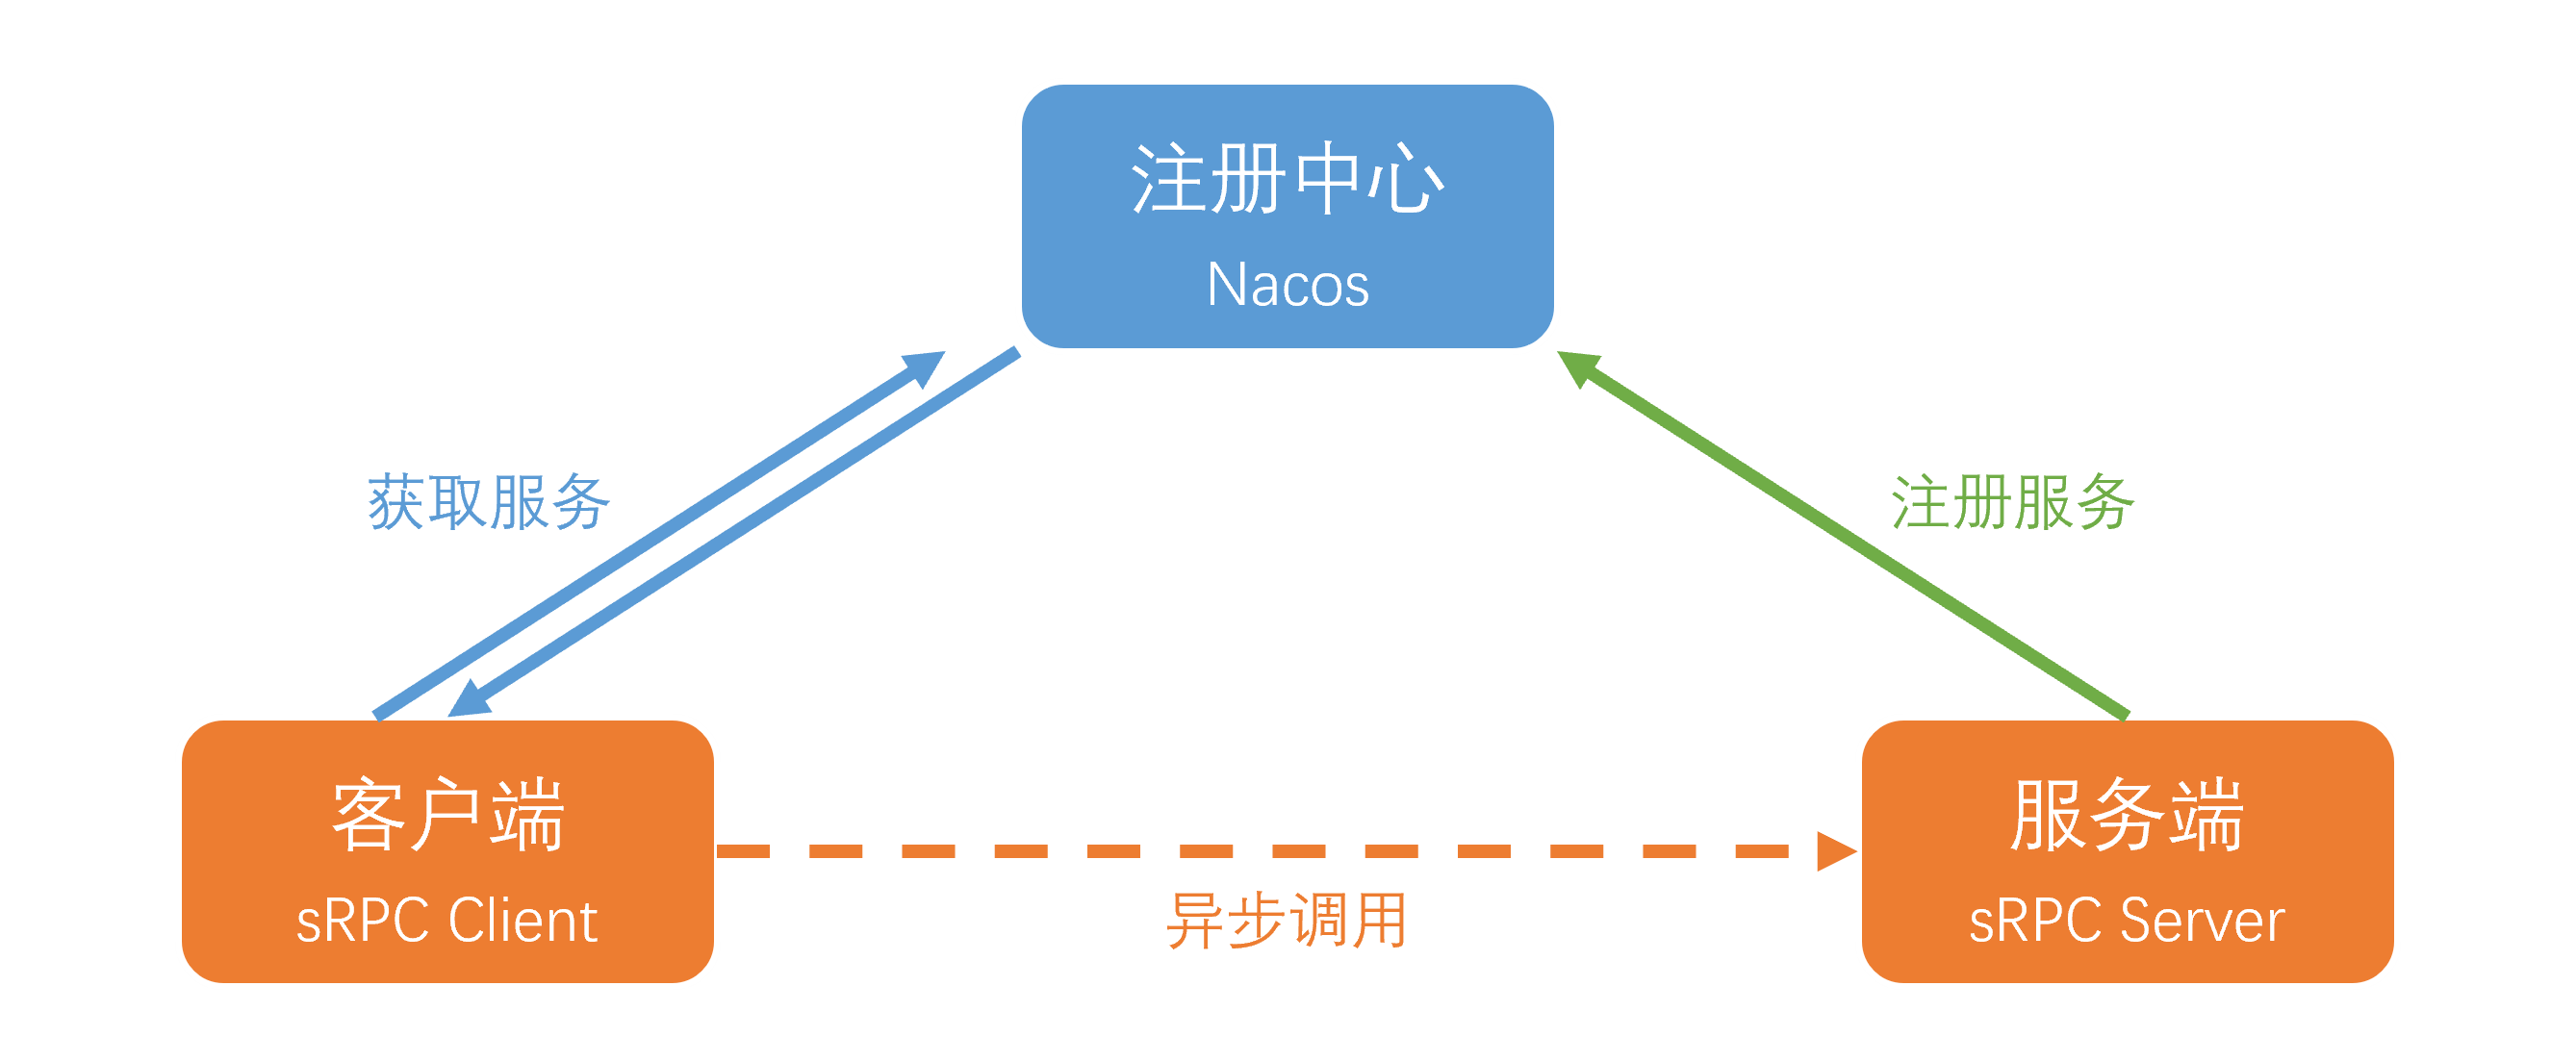 注册中心
Nacos
获取服务
注册服务
客户端
sRPC Client
异步调用
服务端
sRPC Server